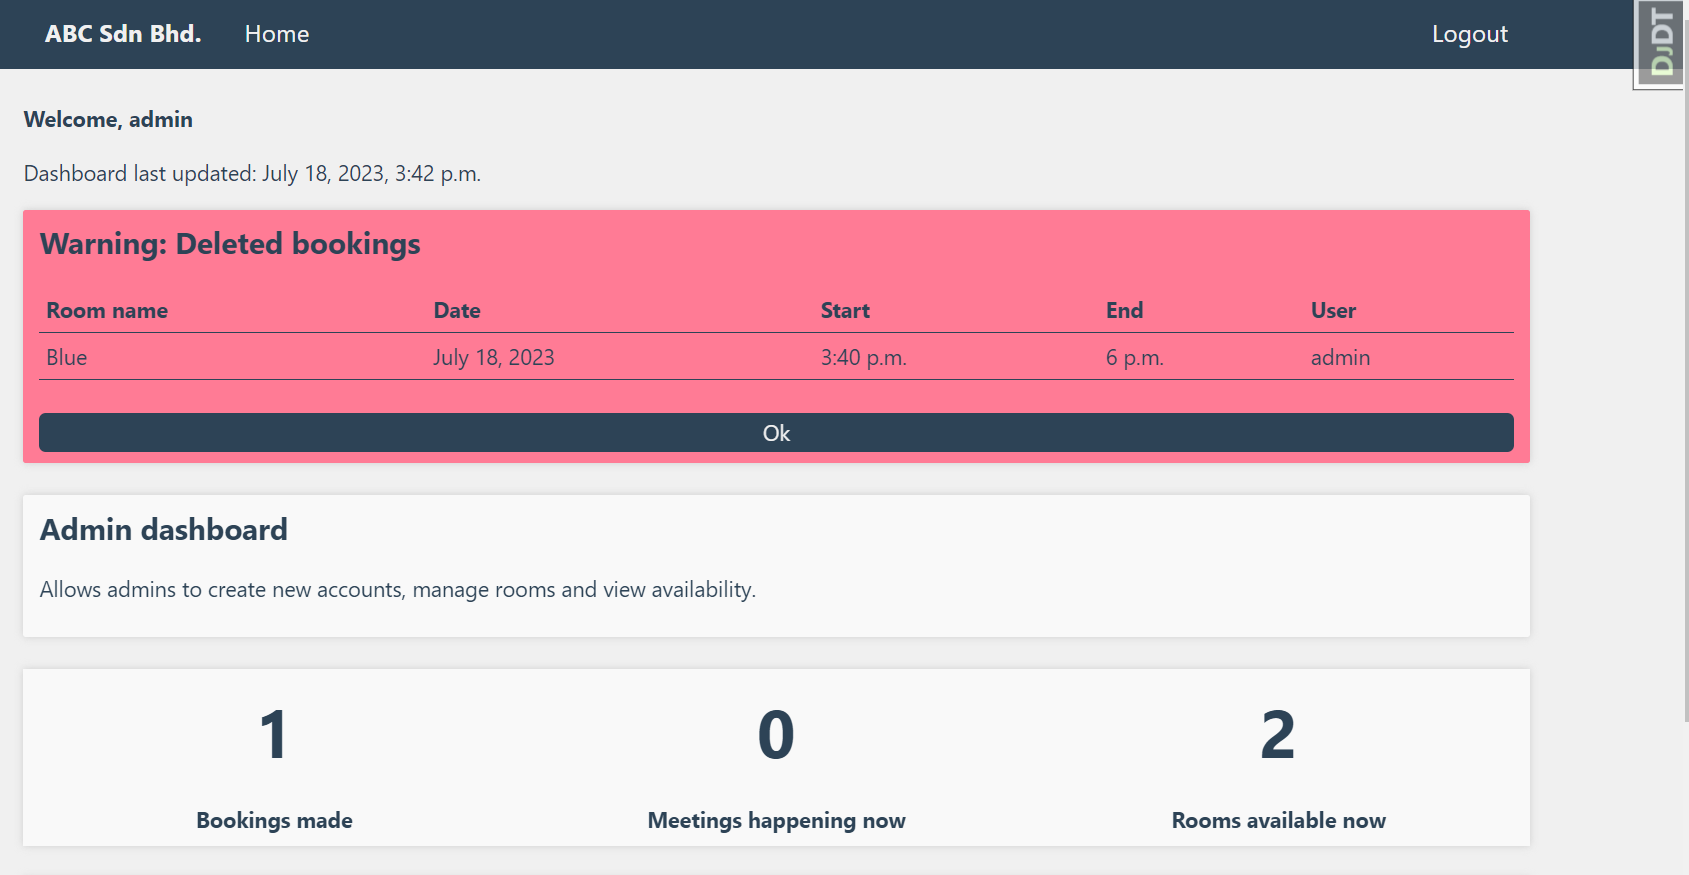 ABC Sdn Bhd. Home Logout
DJDT
Welcome, admin
Dashboard last updated: July 18, 2023, 3:42 p.m.
Warning: Deleted bookings
Room name Date Start End User
Blue July 18, 2023 3:40 p.m. 6 p.m. admin
Ok
Admin dashboard
Allows admins to create new accounts, manage rooms and view availability.
1 0 2
Bookings made Meetings happening now Rooms available now